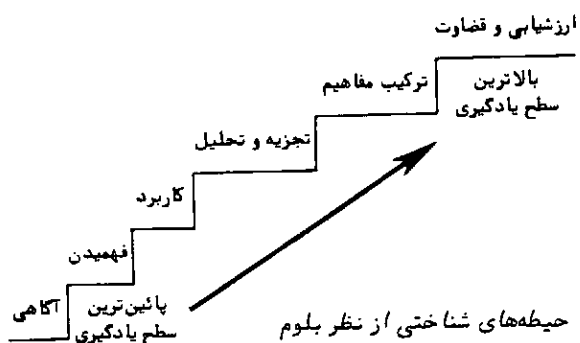 ارزشیابی و قضاوت
بالاترین
سطح یادگیری
ترکیب مفاهیم
تجزیه و تحلیل
کاربرد
فهمیدن
آگاهی
پائین‌ترین
سطح یادگیری
حیطه‌های شناختی از نظر بلوم